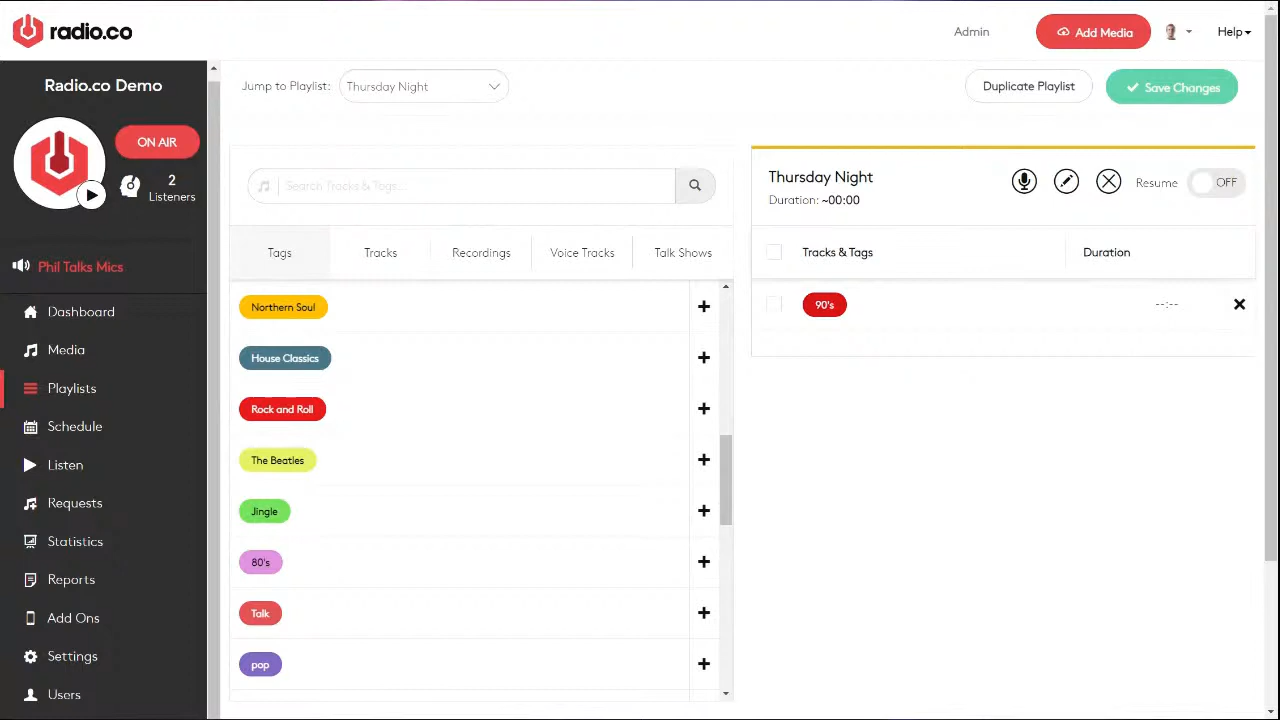 radio.co
Admin
Add Media
Help
Radio.co Demo
ON AIR
2
Listeners
Phil Talks Mics
Dashboard
Media
Playlists
Schedule
Listen
Requests
Statistics
Reports
Add Ons
Settings
Users
Jump to Playlist:
Thursday Night
Duplicate Playlist
Save Changes
Search Tracks & Tags...
Tags
Tracks
Recordings
Voice Tracks
Talk Shows
Northern Soul
House Classics
Rock and Roll
The Beatles
Jingle
80's
Talk
pop
Thursday Night
Duration: ~00:00
Resume
OFF
Tracks & Tags
Duration
90's
--:--